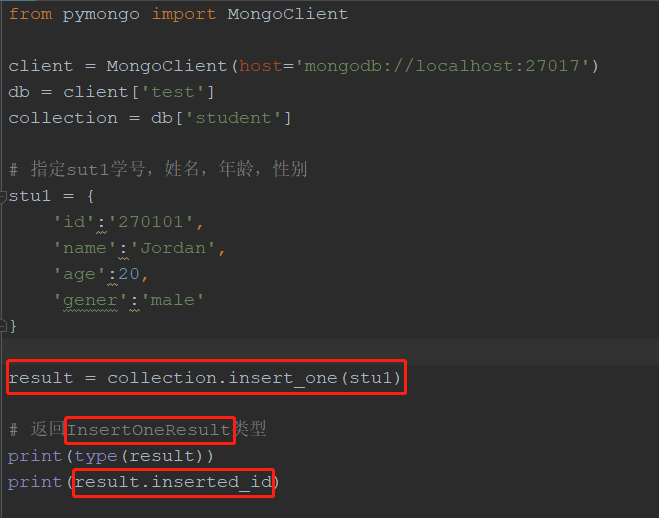 from pymongo import MongoClient
client = MongoClient(host='mongodb://localhost:27017')
db = client['test']
collection = db['student']
# 指定sut1学号，姓名，年龄，性别
stu1 = {
    'id':'270101',
    'name':'Jordan',
    'age':20,
    'gener':'male'
}
result = collection.insert_one(stu1)
# 返回InsertOneResult类型
print(type(result))
print(result.inserted_id)